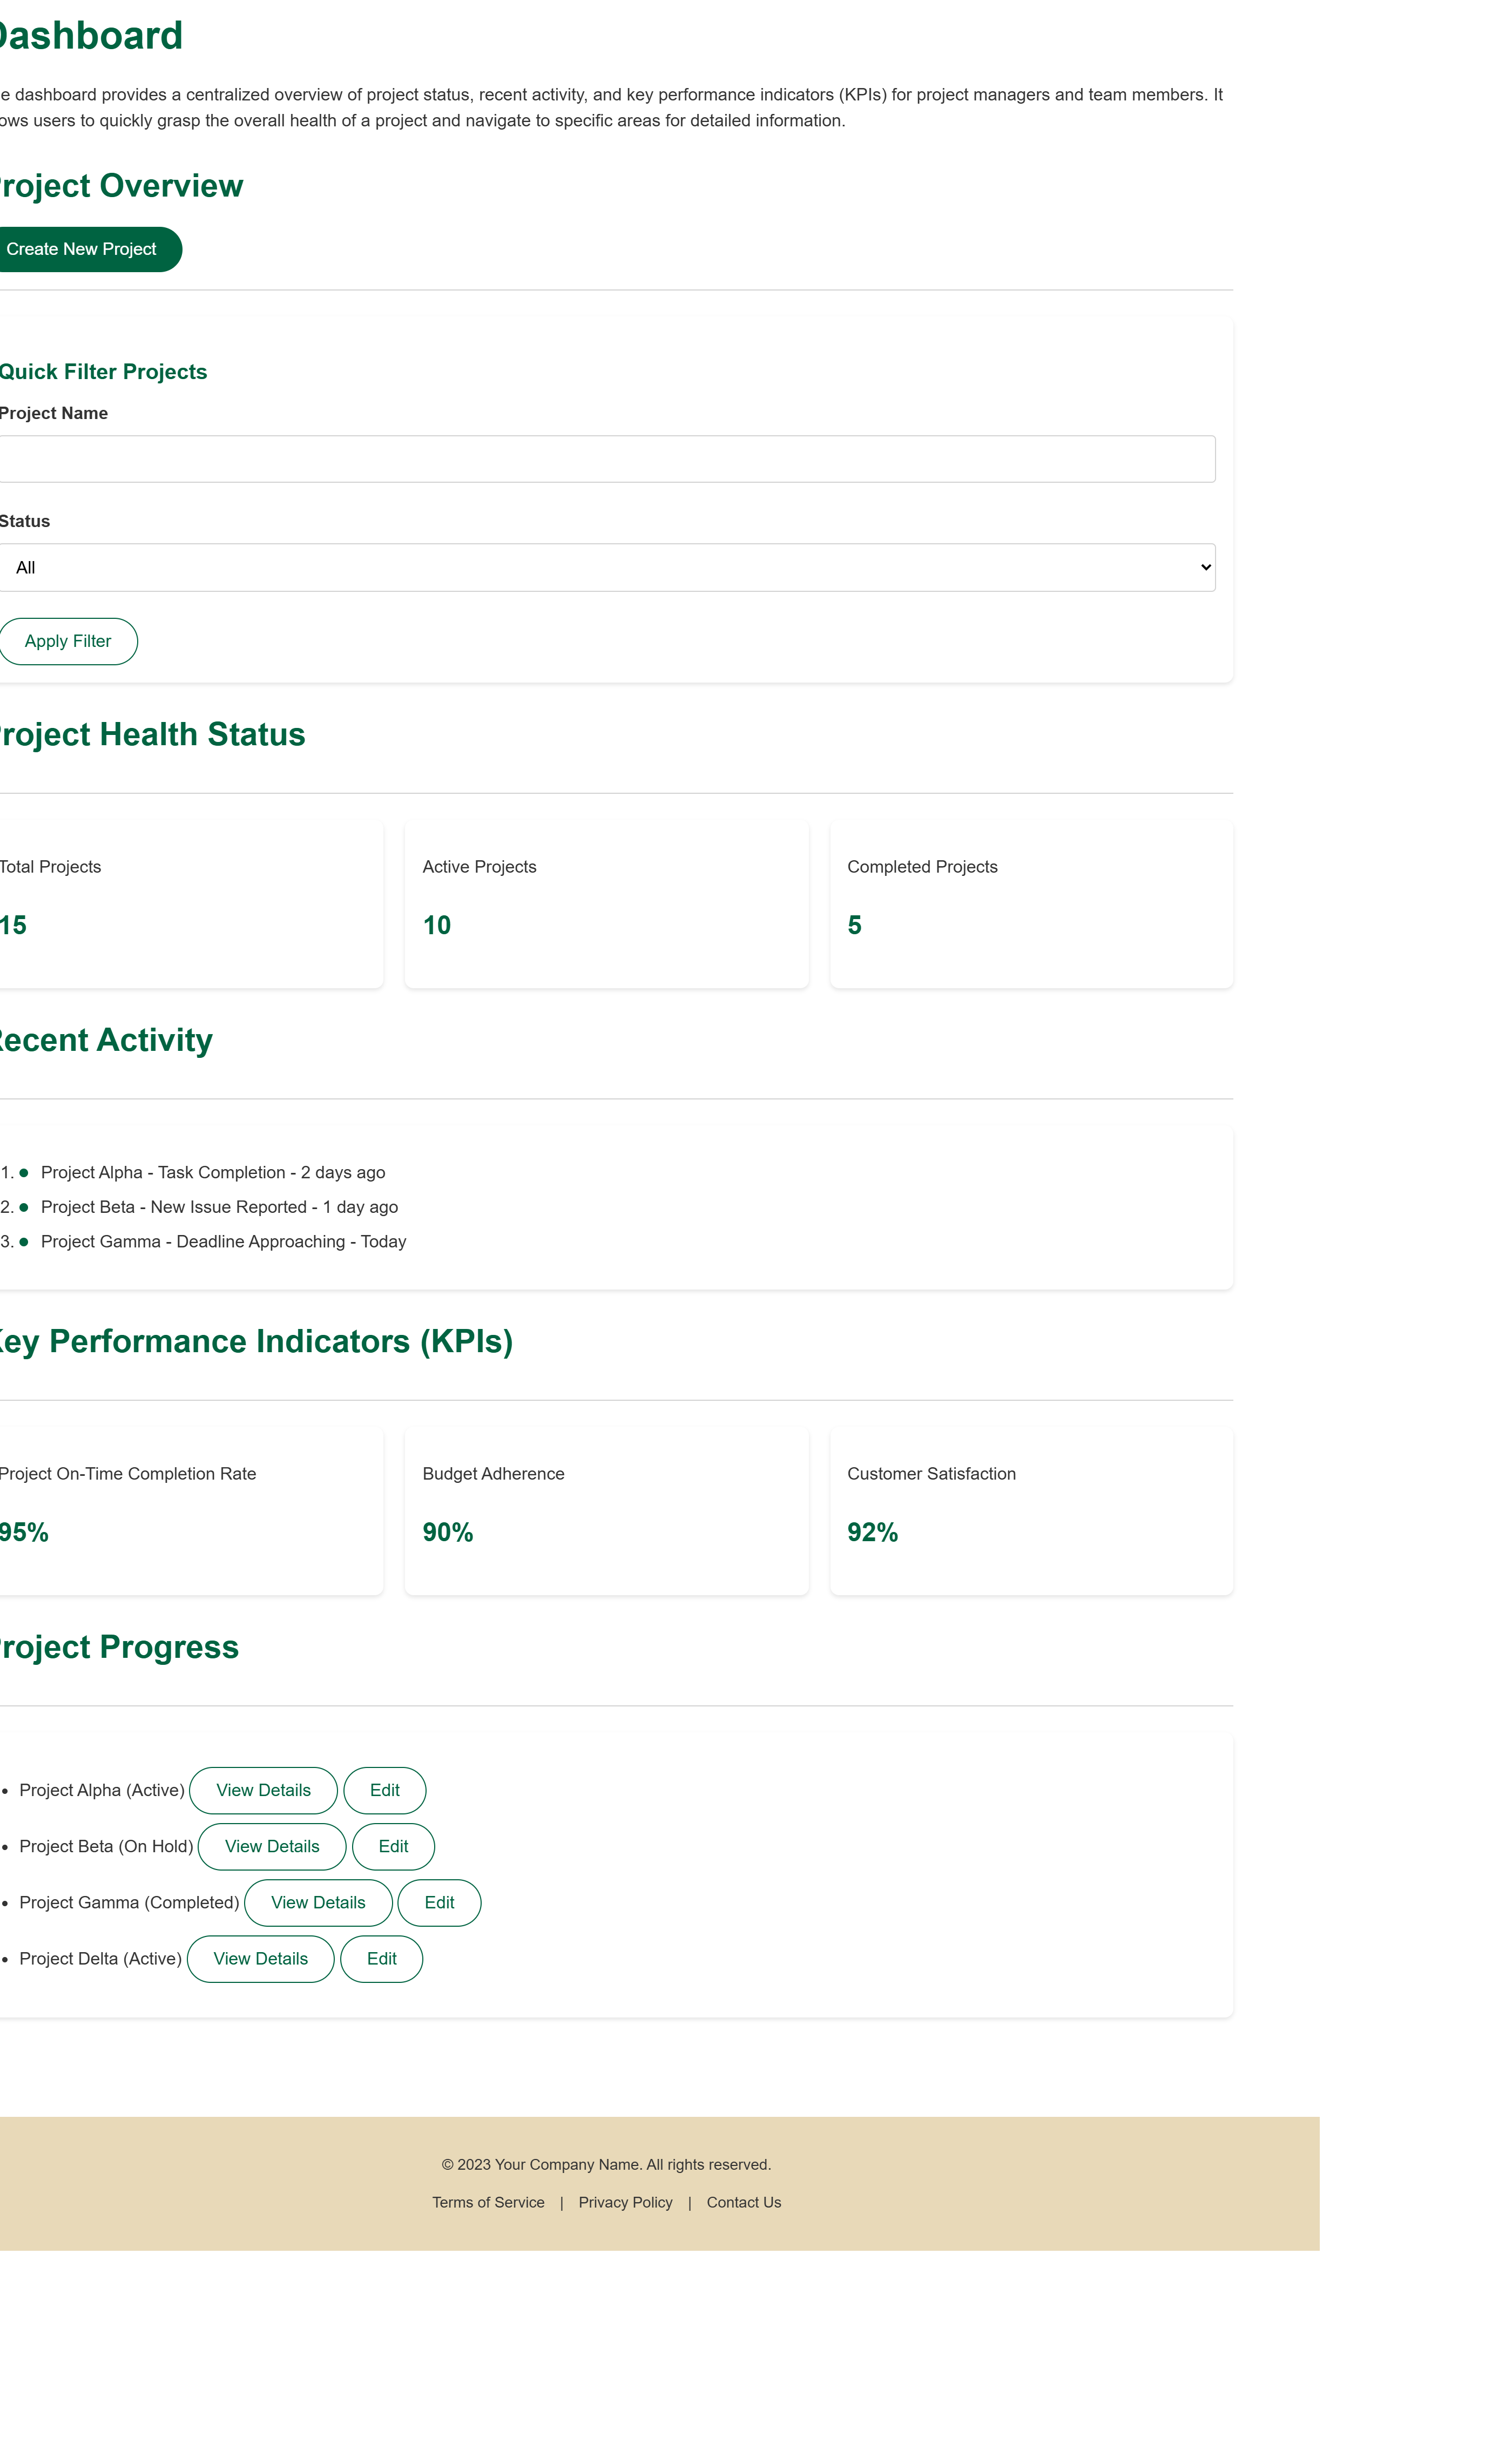 Dashboard
e dashboard provides a centralized overview of project status, recent activity, and key performance indicators (KPIs) for project managers and team members. It
ows users to quickly grasp the overall health of a project and navigate to specific areas for detailed information.
Project Overview
Create New Project
Quick Filter Projects
Project Name
Status
All
Apply Filter
Project Health Status
Total Projects
15
Active Projects
10
Completed Projects
5
Recent Activity
1. ● Project Alpha - Task Completion - 2 days ago
2. ● Project Beta - New Issue Reported - 1 day ago
3. ● Project Gamma - Deadline Approaching - Today
Key Performance Indicators (KPIs)
Project On-Time Completion Rate
95%
Budget Adherence
90%
Customer Satisfaction
92%
Project Progress
• Project Alpha (Active) View Details Edit
• Project Beta (On Hold) View Details Edit
• Project Gamma (Completed) View Details Edit
• Project Delta (Active) View Details Edit
© 2023 Your Company Name. All rights reserved.
Terms of Service | Privacy Policy | Contact Us